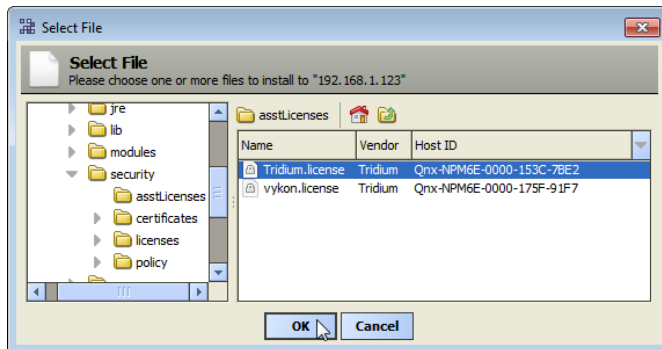 Select File
Select File
Please choose one or more files to install to "192.168.1.123"
jre
lib
modules
security
asstLicenses
certificates
licenses
policy
asstLicenses
Name Vendor Host ID
Tridium.license Tridium Qnx-NPM6E-0000-153C-7BE2
vykon.license Tridium Qnx-NPM6E-0000-175F-91F7
OK Cancel